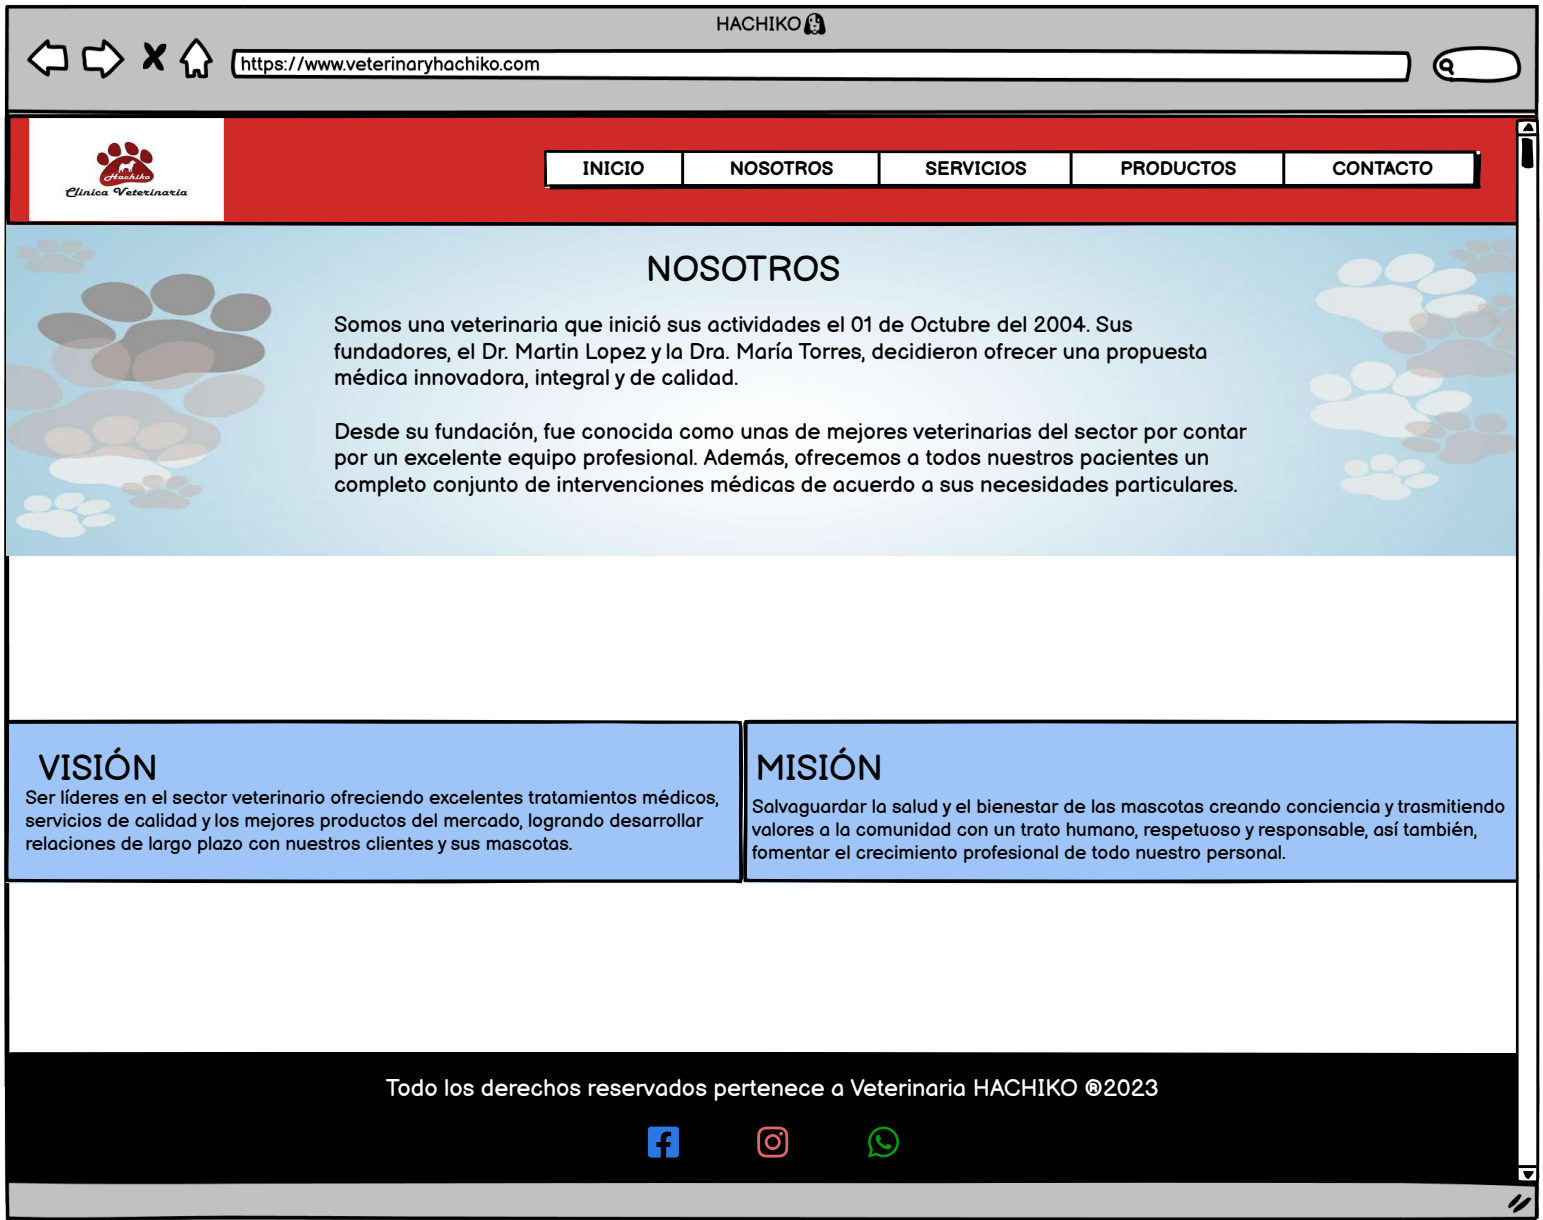 HACHIKO
https://www.veterinaryhachiko.com
Hachiko
Clinica Veterinaria
INICIO NOSOTROS SERVICIOS PRODUCTOS CONTACTO
NOSOTROS
Somos una veterinaria que inició sus actividades el 01 de Octubre del 2004. Sus
fundadores, el Dr. Martin Lopez y la Dra. María Torres, decidieron ofrecer una propuesta
médica innovadora, integral y de calidad.
Desde su fundación, fue conocida como unas de mejores veterinarias del sector por contar
por un excelente equipo profesional. Además, ofrecemos a todos nuestros pacientes un
completo conjunto de intervenciones médicas de acuerdo a sus necesidades particulares.
VISIÓN
Ser líderes en el sector veterinario ofreciendo excelentes tratamientos médicos,
servicios de calidad y los mejores productos del mercado, logrando desarrollar
relaciones de largo plazo con nuestros clientes y sus mascotas.
MISIÓN
Salvaguardar la salud y el bienestar de las mascotas creando conciencia y trasmitiendo
valores a la comunidad con un trato humano, respetuoso y responsable, así también,
fomentar el crecimiento profesional de todo nuestro personal.
Todo los derechos reservados pertenece a Veterinaria HACHIKO ®2023